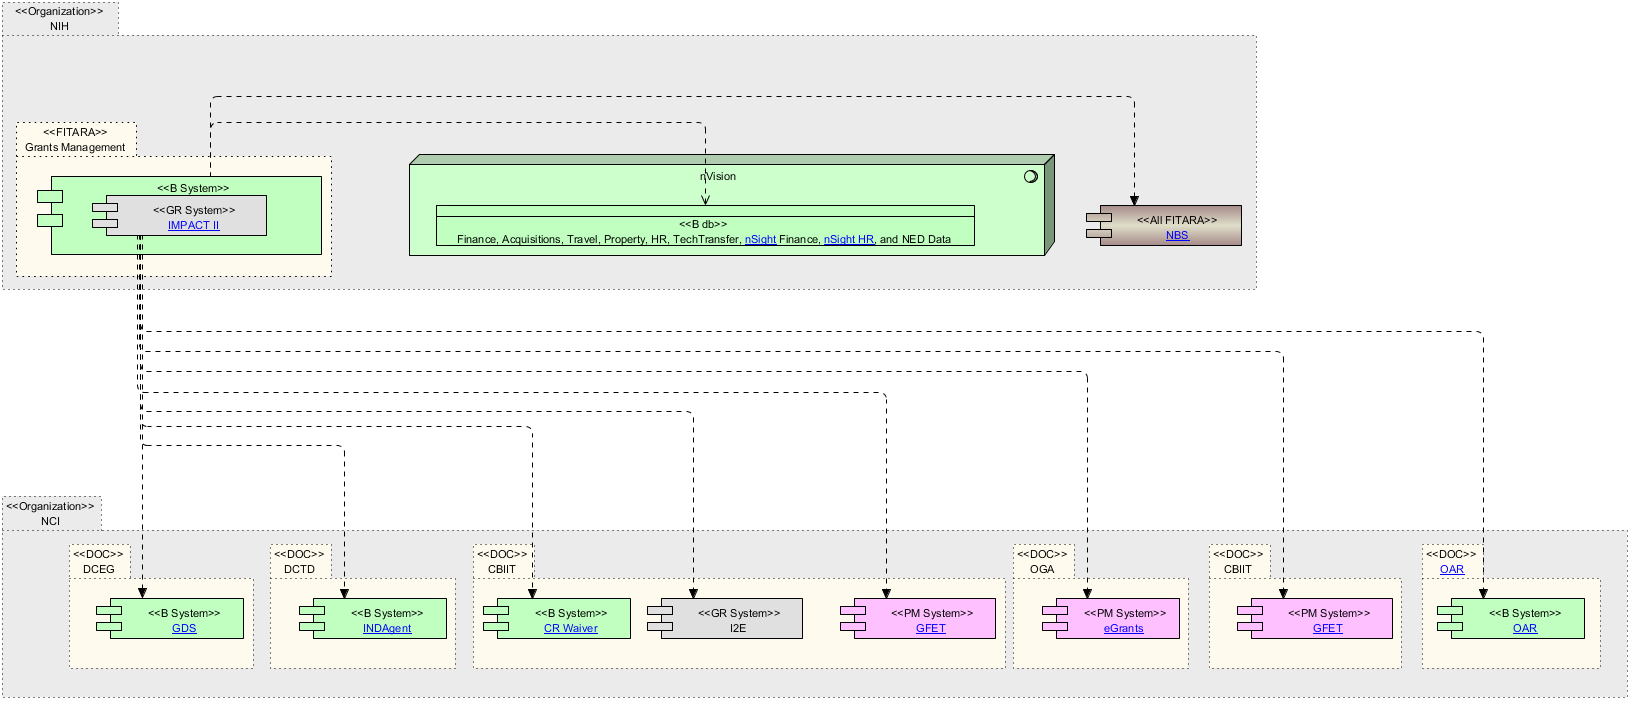 <<Organization>>
NIH
<<FITARA>>
Grants Management
<<B System>>
<<GR System>>
IMPACT II
nVision
<<B db>>
Finance, Acquisitions, Travel, Property, HR, TechTransfer, nSight Finance, nSight HR, and NED Data
<<All FITARA>>
NBS
<<Organization>>
NCI
<<DOC>>
DCEG
<<B System>>
GDS
<<DOC>>
DCTD
<<B System>>
INDAgent
<<DOC>>
CBIIT
<<B System>>
CR Waiver
<<GR System>>
I2E
<<PM System>>
GFET
<<DOC>>
OGA
<<PM System>>
eGrants
<<DOC>>
CBIIT
<<PM System>>
GFET
<<DOC>>
OAR
<<B System>>
OAR